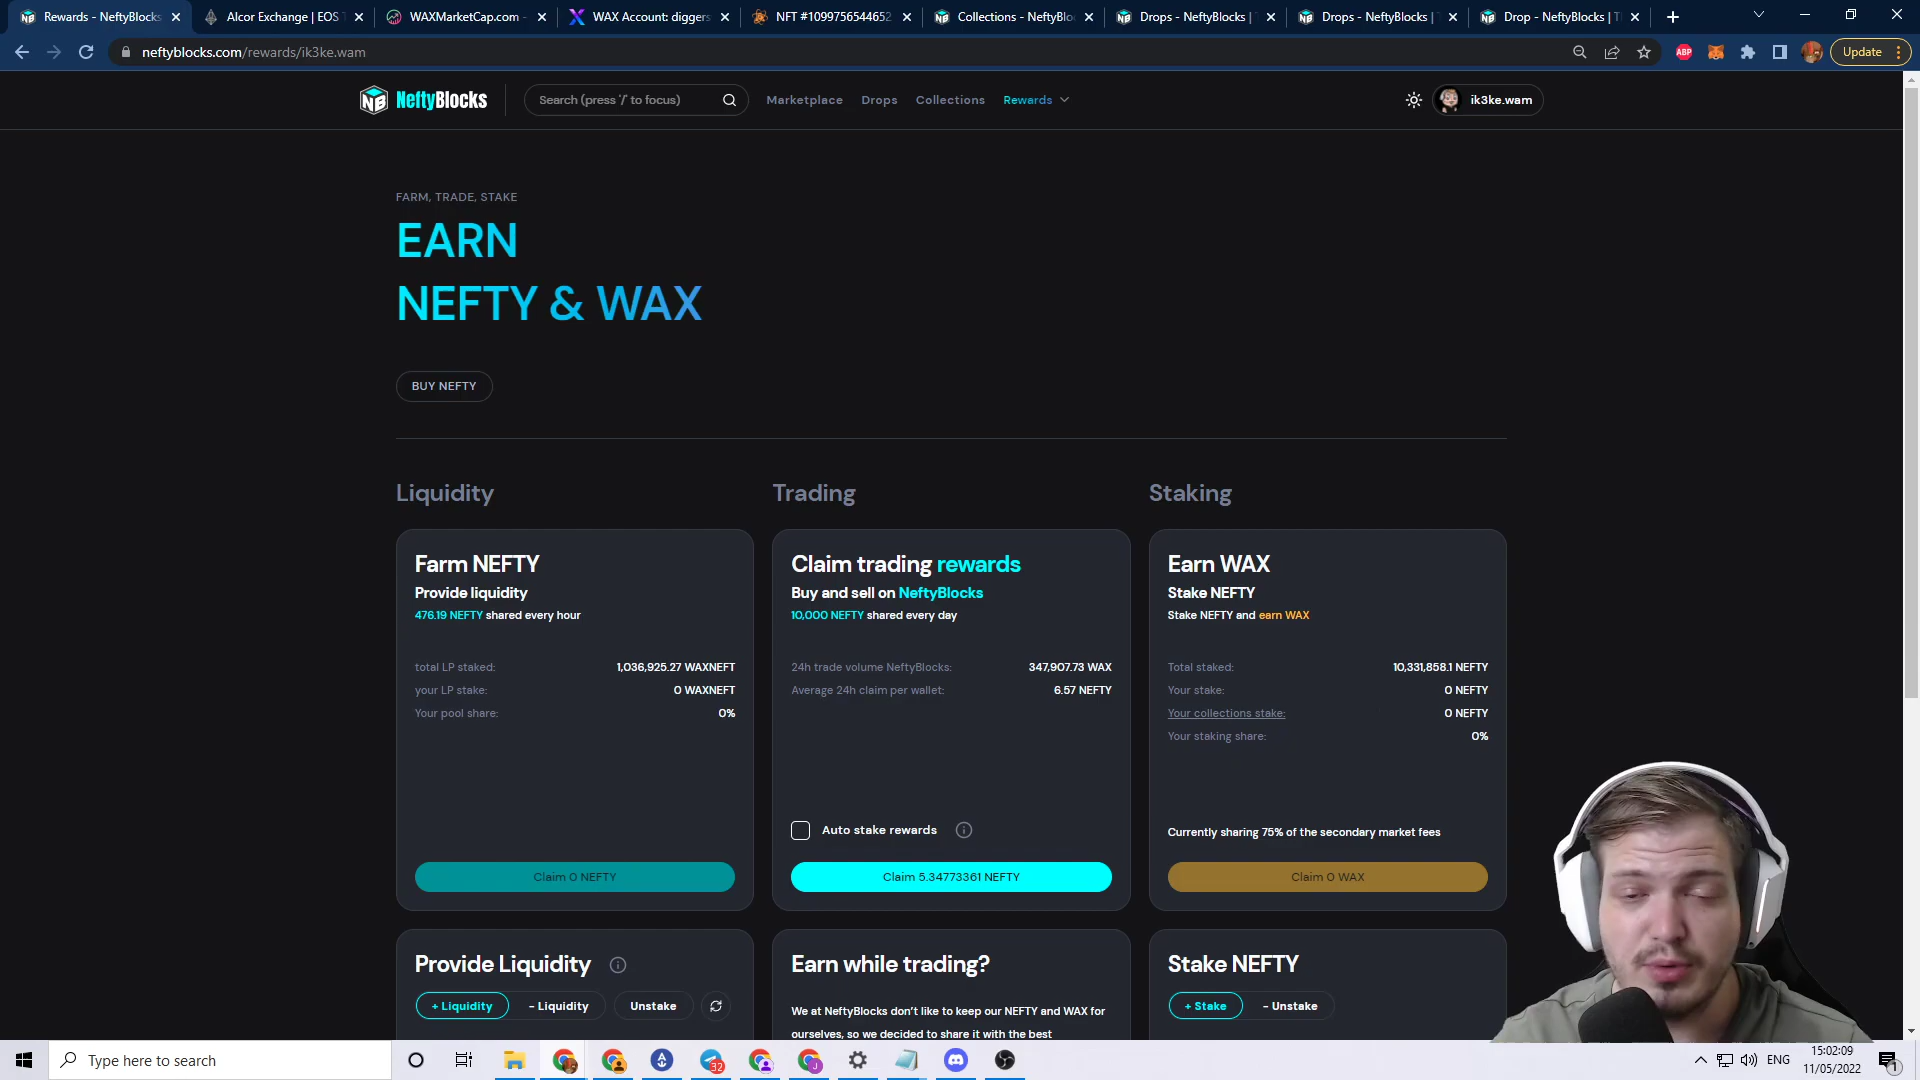 Rewards - NeftyBlocks
Alcor Exchange | EOS T
WAXMarketCap.com -
WAX Account: diggers
NFT #1099756544652
Collections - NeftyBlo
Drops - NeftyBlocks | T
Drops - NeftyBlocks | T
Drop - NeftyBlocks | Th
neftyblocks.com/rewards/ik3ke.wam
ABP
Update
NeftyBlocks
Search (press '/' to focus)
Marketplace
Drops
Collections
Rewards
ik3ke.wam
FARM, TRADE, STAKE
EARN
NEFTY & WAX
BUY NEFTY
Liquidity
Farm NEFTY
Provide liquidity
476.19 NEFTY shared every hour
total LP staked: 1,036,925.27 WAXNEFT
your LP stake: 0 WAXNEFT
Your pool share: 0%
Claim 0 NEFTY
Provide Liquidity
+ Liquidity
- Liquidity
Unstake
Trading
Claim trading rewards
Buy and sell on NeftyBlocks
10,000 NEFTY shared every day
24h trade volume NeftyBlocks: 347,907.73 WAX
Average 24h claim per wallet: 6.57 NEFTY
Auto stake rewards
Claim 5.34773361 NEFTY
Earn while trading?
We at NeftyBlocks don't like to keep our NEFTY and WAX for
ourselves, so we decided to share it with the best
Staking
Earn WAX
Stake NEFTY
Stake NEFTY and earn WAX
Total staked: 10,331,858.1 NEFTY
Your stake: 0 NEFTY
Your collections stake: 0 NEFTY
Your staking share: 0%
Currently sharing 75% of the secondary market fees
Claim 0 WAX
Stake NEFTY
+ Stake
- Unstake
Type here to search
32
ENG
15:02:09
11/05/2022
1